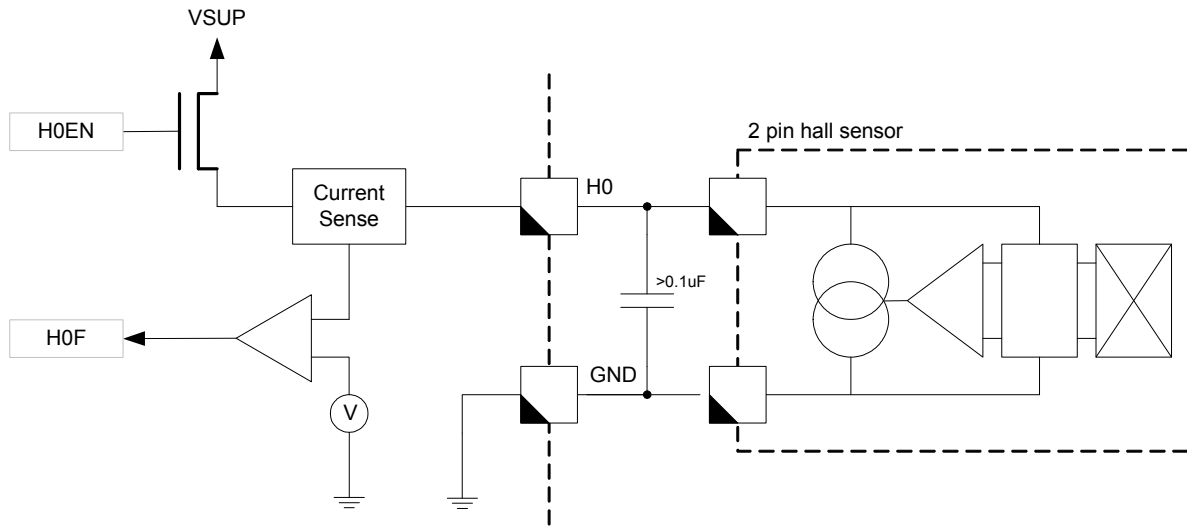 VSUP
H0EN
2 pin hall sensor
Current
Sense
H0
>0.1uF
H0F
GND
V